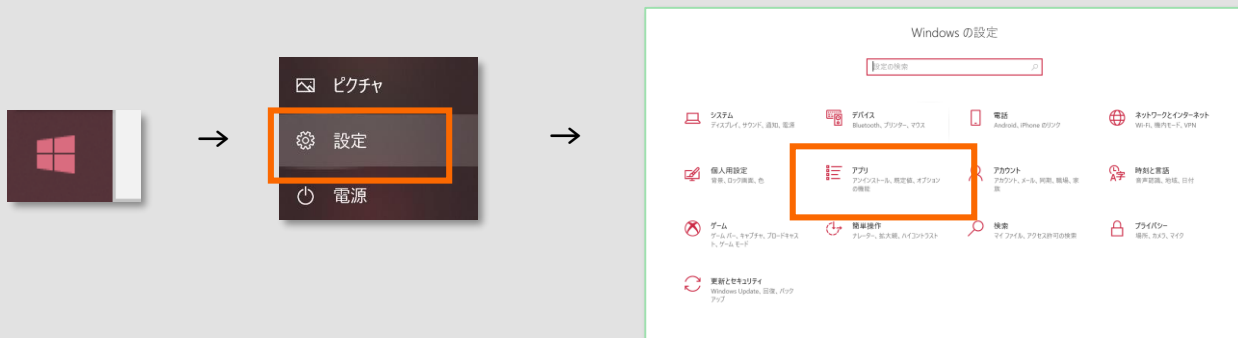 ピクチャ
設定
電源
Windows の設定
設定の検索
システム
ディスプレイ、サウンド、通知、電源
デバイス
Bluetooth、プリンター、マウス
電話
Android、iPhone のリンク
ネットワークとインターネット
Wi-Fi、機内モード、VPN
個人用設定
背景、ロック画面、色
アプリ
アンインストール、既定値、オプション
の機能
アカウント
アカウント、メール、同期、職場、家
族
時刻と言語
音声認識、地域、日付
ゲーム
ゲーム バー、キャプチャ、ブロードキャス
ト、ゲーム モード
簡単操作
ナレーター、拡大鏡、ハイコントラスト
検索
マイ ファイル、アクセス許可の検索
プライバシー
場所、カメラ、マイク
更新とセキュリティ
Windows Update、回復、バック
アップ